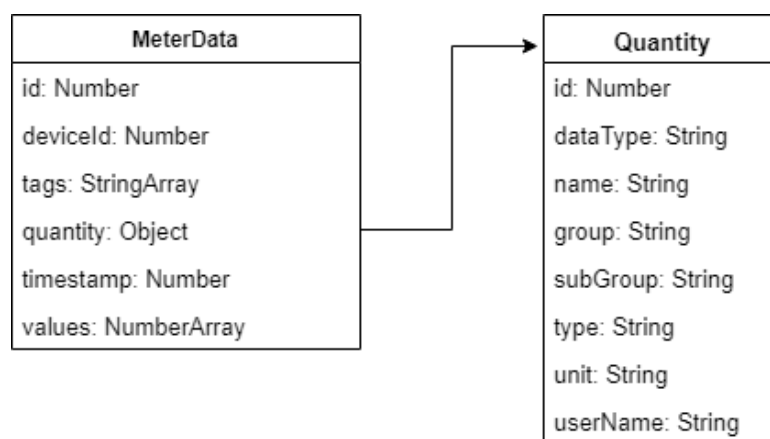 MeterData
id: Number
deviceId: Number
tags: StringArray
quantity: Object
timestamp: Number
values: NumberArray
Quantity
id: Number
dataType: String
name: String
group: String
subGroup: String
type: String
unit: String
userName: String